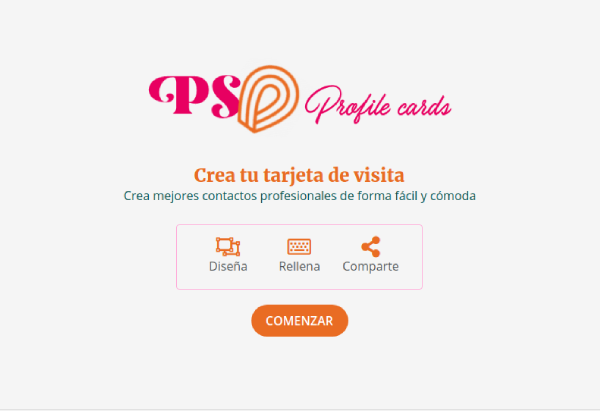 PSP Profile cards
Crea tu tarjeta de visita
Crea mejores contactos profesionales de forma fácil y cómoda
Diseña Rellena Comparte
COMENZAR